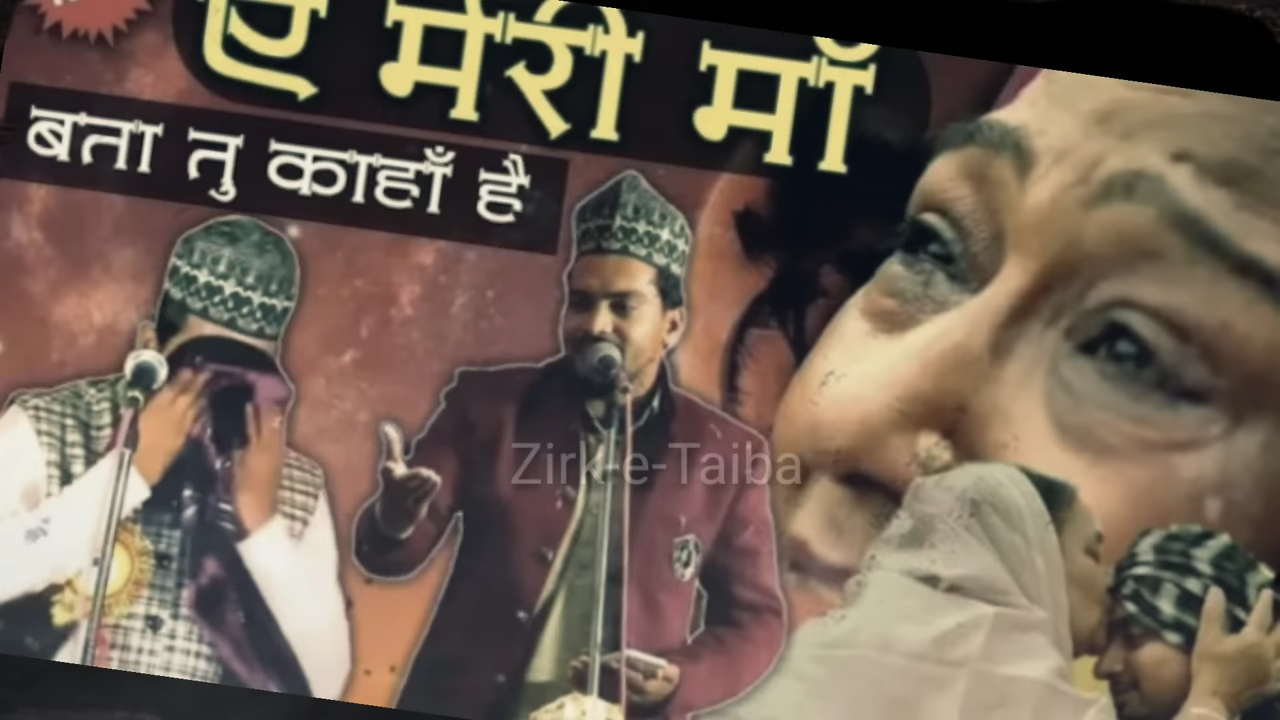 ऐ मेरी माँ
बता तु काहाँ है
Zirk-e-Taiba